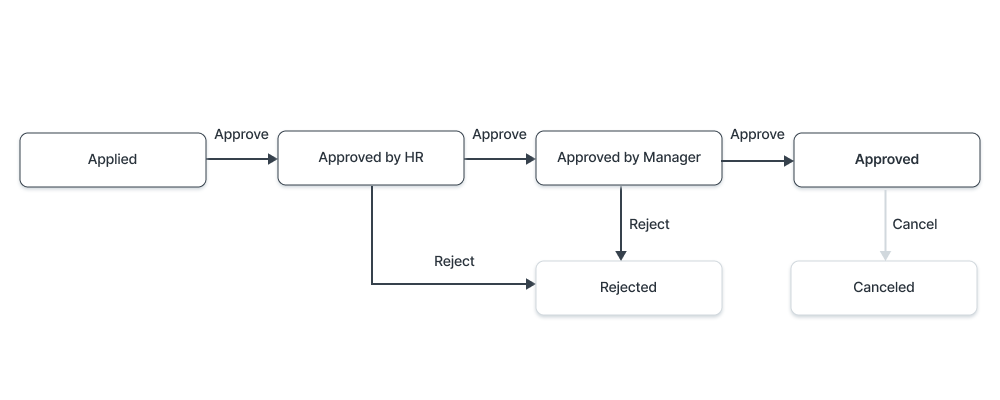 Approve
Approve
Approve
Applied
Approved by HR
Approved by Manager
Approved
Reject
Cancel
Reject
Rejected
Canceled